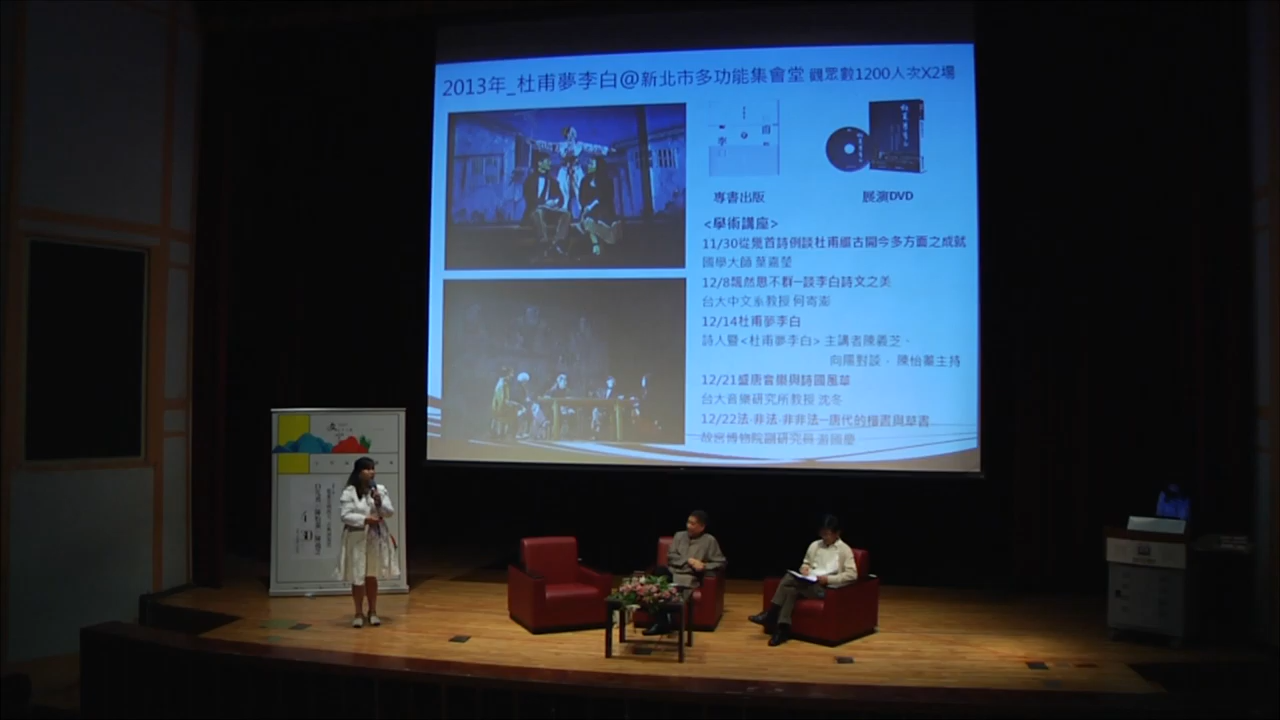 2013年_杜甫夢李白@新北市多功能集會堂 觀眾數1200人次X2場
專書出版
展演DVD
<學術講座>
11/30從幾首詩例談杜甫繼古開今多方面之成就
國學大師 葉嘉瑩
12/8飄然思不群─談李白詩文之美
台大中文系教授 何寄澎
12/14杜甫夢李白
詩人暨<杜甫夢李白> 主講者陳義芝、
向陽對談， 陳怡蓁主持
12/21盛唐音樂與詩國風華
台大音樂研究所教授 沈冬
12/22法‧非法‧非非法─唐代的楷書與草書
故宮博物院副研究員 游國慶